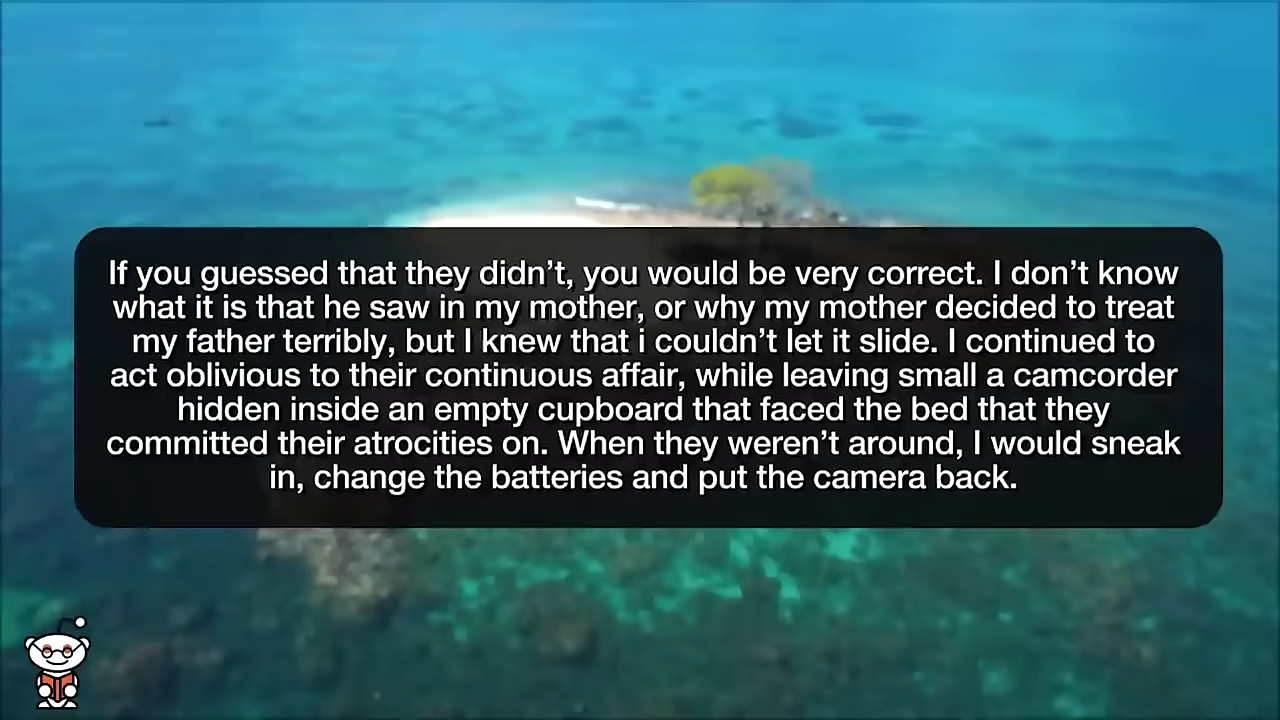 If you guessed that they didn’t, you would be very correct. I don’t know
what it is that he saw in my mother, or why my mother decided to treat
my father terribly, but I knew that i couldn’t let it slide. I continued to
act oblivious to their continuous affair, while leaving small a camcorder
hidden inside an empty cupboard that faced the bed that they
committed their atrocities on. When they weren’t around, I would sneak
in, change the batteries and put the camera back.